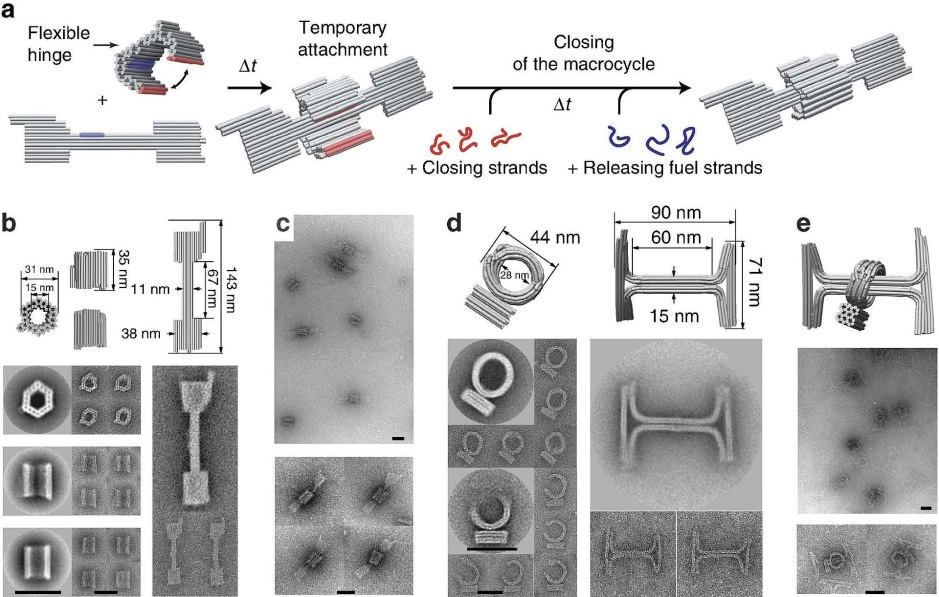 a
Flexible
hinge
+
Δt
Temporary
attachment
Closing
of the macrocycle
Δt
+ Closing strands
+ Releasing fuel strands
b
31 nm
15 nm
35 nm
11 nm
67 nm
143 nm
38 nm
c
d
44 nm
28 nm
90 nm
60 nm
71 nm
15 nm
e